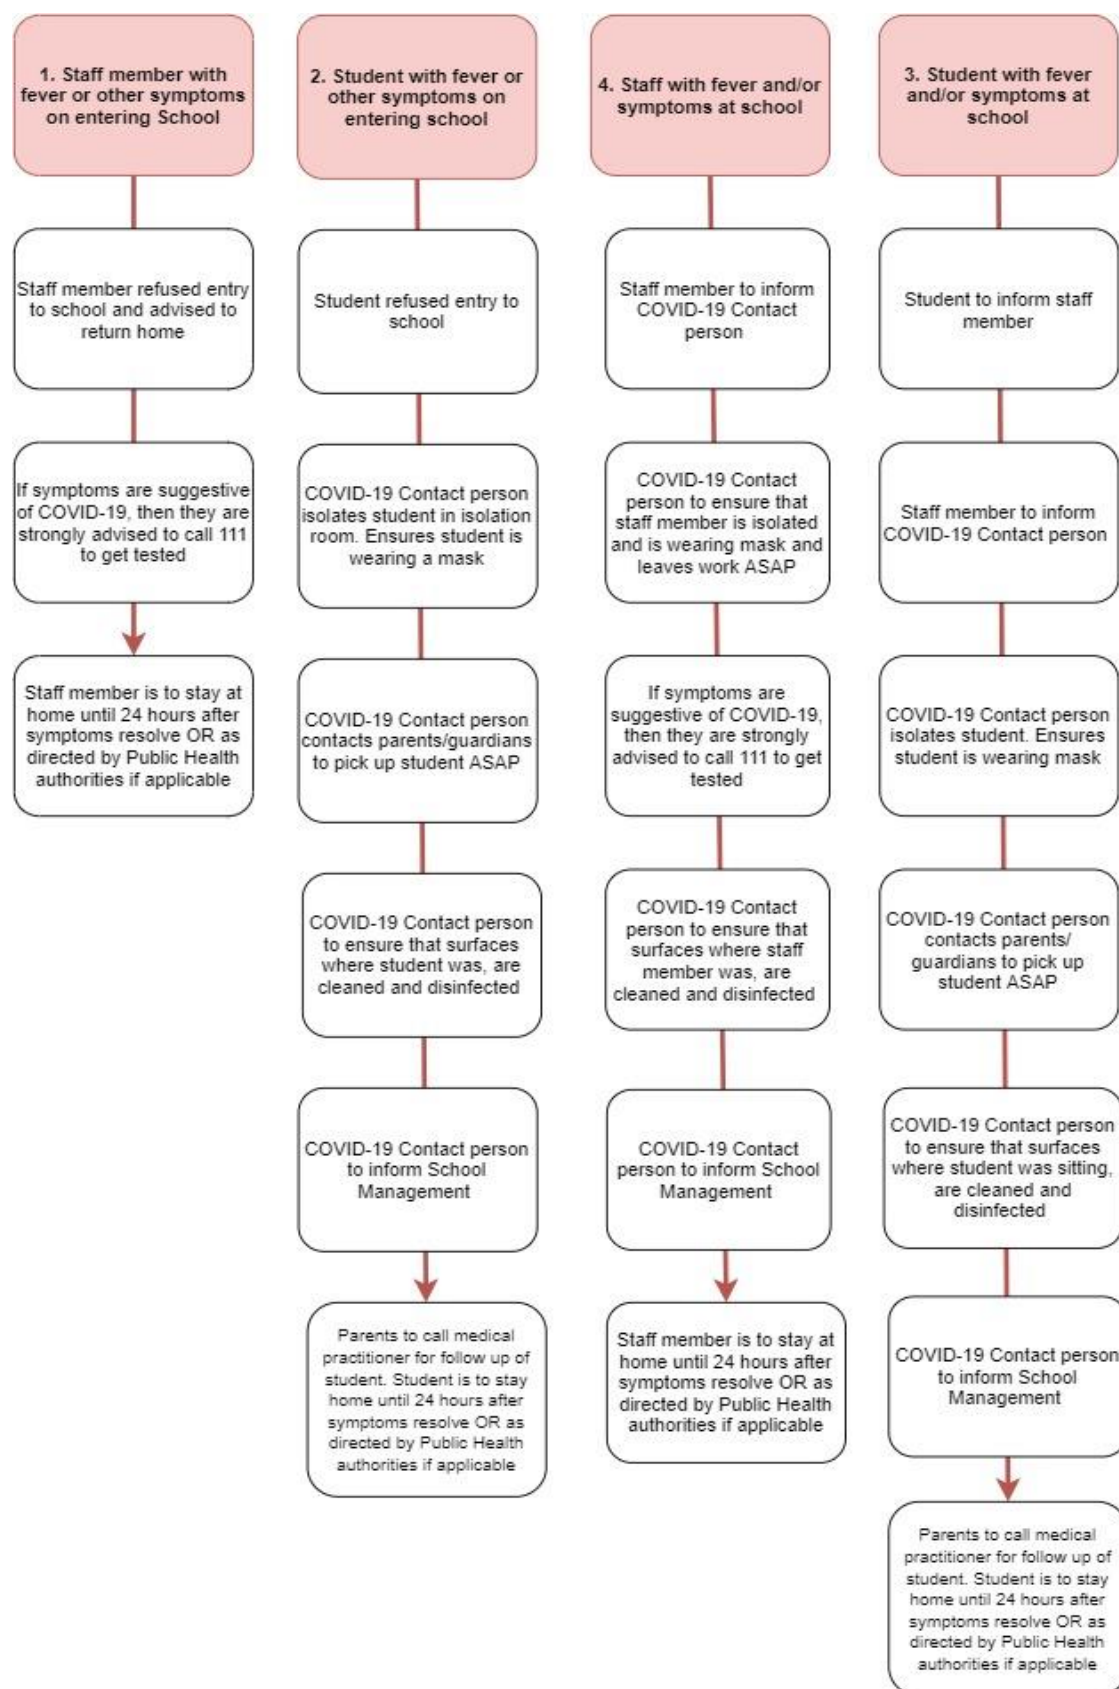 1. Staff member with
fever or other symptoms
on entering School
Staff member refused entry
to school and advised to
return home
If symptoms are suggestive
of COVID-19, then they are
strongly advised to call 111
to get tested
Staff member is to stay at
home until 24 hours after
symptoms resolve OR as
directed by Public Health
authorities if applicable
2. Student with fever or
other symptoms on
entering school
Student refused entry to
school
COVID-19 Contact person
isolates student in isolation
room. Ensures student is
wearing a mask
COVID-19 Contact person
contacts parents/guardians
to pick up student ASAP
COVID-19 Contact person
to ensure that surfaces
where student was, are
cleaned and disinfected
COVID-19 Contact person
to inform School
Management
Parents to call medical
practitioner for follow up of
student. Student is to stay
home until 24 hours after
symptoms resolve OR as
directed by Public Health
authorities if applicable
4. Staff with fever and/or
symptoms at school
Staff member to inform
COVID-19 Contact
person
COVID-19 Contact
person to ensure that
staff member is isolated
and is wearing mask and
leaves work ASAP
If symptoms are
suggestive of COVID-19,
then they are strongly
advised to call 111 to get
tested
COVID-19 Contact
person to ensure that
surfaces where staff
member was, are
cleaned and disinfected
COVID-19 Contact
person to inform School
Management
Staff member is to stay at
home until 24 hours after
symptoms resolve OR as
directed by Public Health
authorities if applicable
3. Student with fever
and/or symptoms at
school
Student to inform staff
member
Staff member to inform
COVID-19 Contact person
COVID-19 Contact person
isolates student. Ensures
student is wearing mask
COVID-19 Contact person
contacts parents/
guardians to pick up
student ASAP
COVID-19 Contact person
to ensure that surfaces
where student was sitting,
are cleaned and
disinfected
COVID-19 Contact person
to inform School
Management
Parents to call medical
practitioner for follow up of
student. Student is to stay
home until 24 hours after
symptoms resolve OR as
directed by Public Health
authorities if applicable